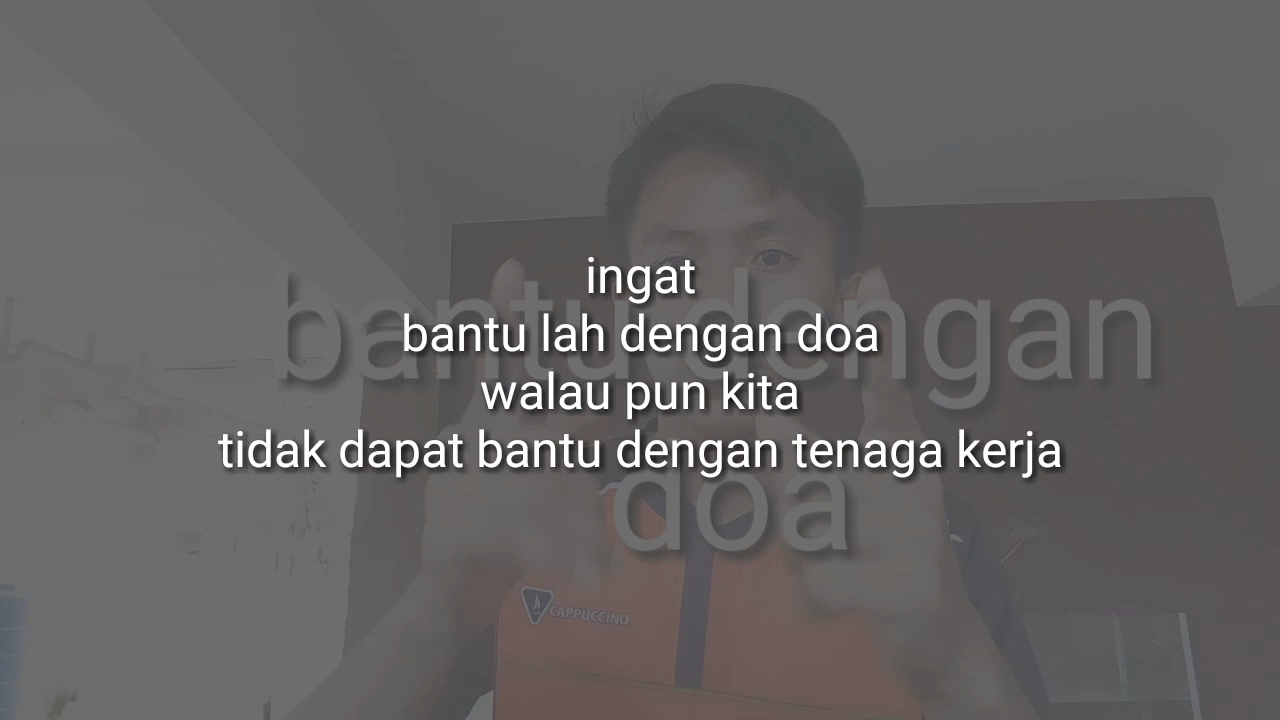 ingat
bantu lah dengan doa
walau pun kita
tidak dapat bantu dengan tenaga kerja
bantu dengan
doa
CAPPUCCINO